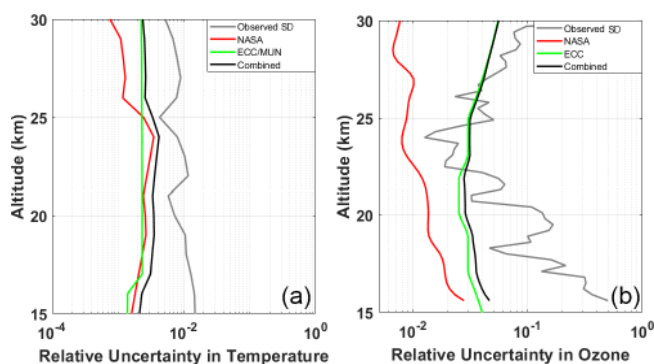 30
25
20
15
Altitude (km)
Observed SD
NASA
ECC/MUN
Combined
(a)
10^-4
10^-2
10^0
Relative Uncertainty in Temperature
30
25
20
15
Altitude (km)
Observed SD
NASA
ECC
Combined
(b)
10^-2
10^-1
10^0
Relative Uncertainty in Ozone